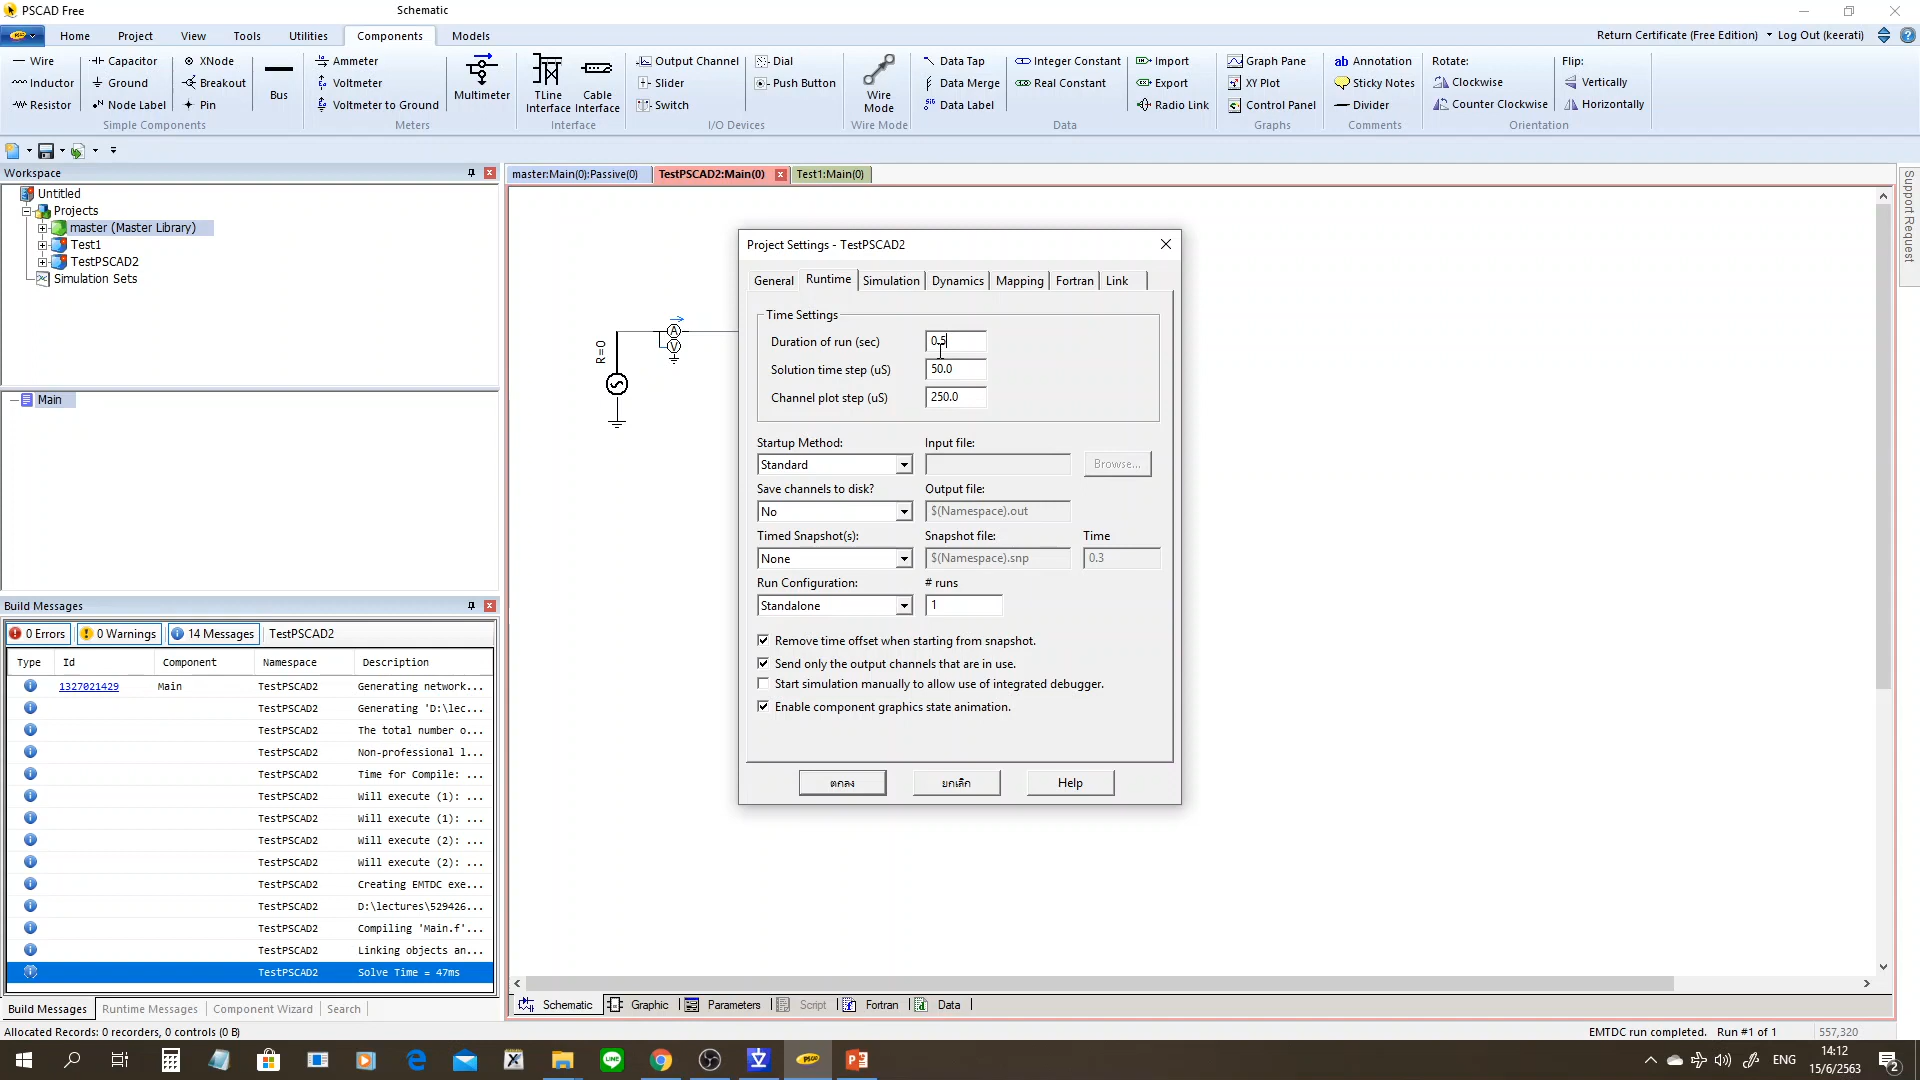 PSCAD Free
Schematic
Home Project View Tools Utilities Components Models
Return Certificate (Free Edition) Log Out (keerati)
Wire Capacitor XNode
Inductor Ground Breakout
Resistor Node Label Pin
Bus
Simple Components
Ammeter
Voltmeter
Voltmeter to Ground
Multimeter
Meters
TLine Interface
Cable Interface
Interface
Output Channel Dial
Slider Push Button
Switch
I/O Devices
Wire Mode
Wire Mode
Data Tap Integer Constant Import
Data Merge Real Constant Export
Data Label Radio Link
Data
Graph Pane
XY Plot
Control Panel
Graphs
Annotation
Sticky Notes
Divider
Comments
Rotate: Flip:
Clockwise Vertically
Counter Clockwise Horizontally
Orientation
Workspace
Untitled
Projects
master (Master Library)
Test1
TestPSCAD2
Simulation Sets
Main
master:Main(0):Passive(0) TestPSCAD2:Main(0) Test1:Main(0)
Support Request
R=0
A
V
Project Settings - TestPSCAD2
General Runtime Simulation Dynamics Mapping Fortran Link
Time Settings
Duration of run (sec) 0.5
Solution time step (uS) 50.0
Channel plot step (uS) 250.0
Startup Method: Input file:
Standard Browse...
Save channels to disk? Output file:
No $(Namespace).out
Timed Snapshot(s): Snapshot file: Time
None $(Namespace).snp 0.3
Run Configuration: # runs
Standalone 1
Remove time offset when starting from snapshot.
Send only the output channels that are in use.
Start simulation manually to allow use of integrated debugger.
Enable component graphics state animation.
ตกลง ยกเลิก Help
Build Messages
0 Errors 0 Warnings 14 Messages TestPSCAD2
Type Id Component Namespace Description
1327021429 Main TestPSCAD2 Generating network...
TestPSCAD2 Generating 'D:\lec...
TestPSCAD2 The total number o...
TestPSCAD2 Non-professional l...
TestPSCAD2 Time for Compile: ...
TestPSCAD2 Will execute (1): ...
TestPSCAD2 Will execute (1): ...
TestPSCAD2 Will execute (2): ...
TestPSCAD2 Will execute (2): ...
TestPSCAD2 Creating EMTDC exe...
TestPSCAD2 D:\lectures\529426...
TestPSCAD2 Compiling 'Main.f'...
TestPSCAD2 Linking objects an...
TestPSCAD2 Solve Time = 47ms
Build Messages Runtime Messages Component Wizard Search
Schematic Graphic Parameters Script Fortran Data
Allocated Records: 0 recorders, 0 controls (0 B)
EMTDC run completed. Run #1 of 1 557,320
ENG
14:12
15/6/2563
2